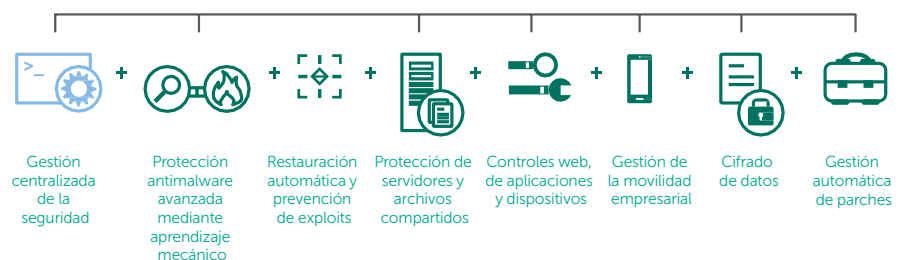 >_
+ + + + + + +
Gestión
centralizada
de la
seguridad
Protección
antimalware
avanzada
mediante
aprendizaje
mecánico
Restauración
automática y
prevención
de exploits
Protección de
servidores y
archivos
compartidos
Controles web,
de aplicaciones
y dispositivos
Gestión de
la movilidad
empresarial
Cifrado
de datos
Gestión
automática
de parches